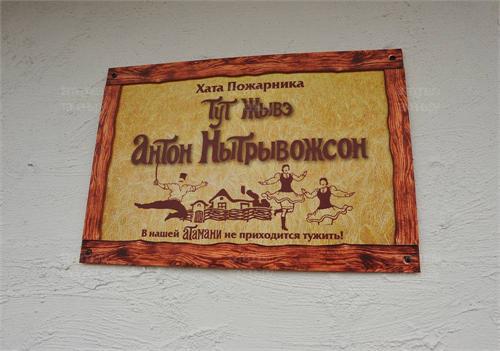 Хата Пожарника
Тут Жывэ
Антон Нытрывожсон
В нашей атамани не приходится тужить!